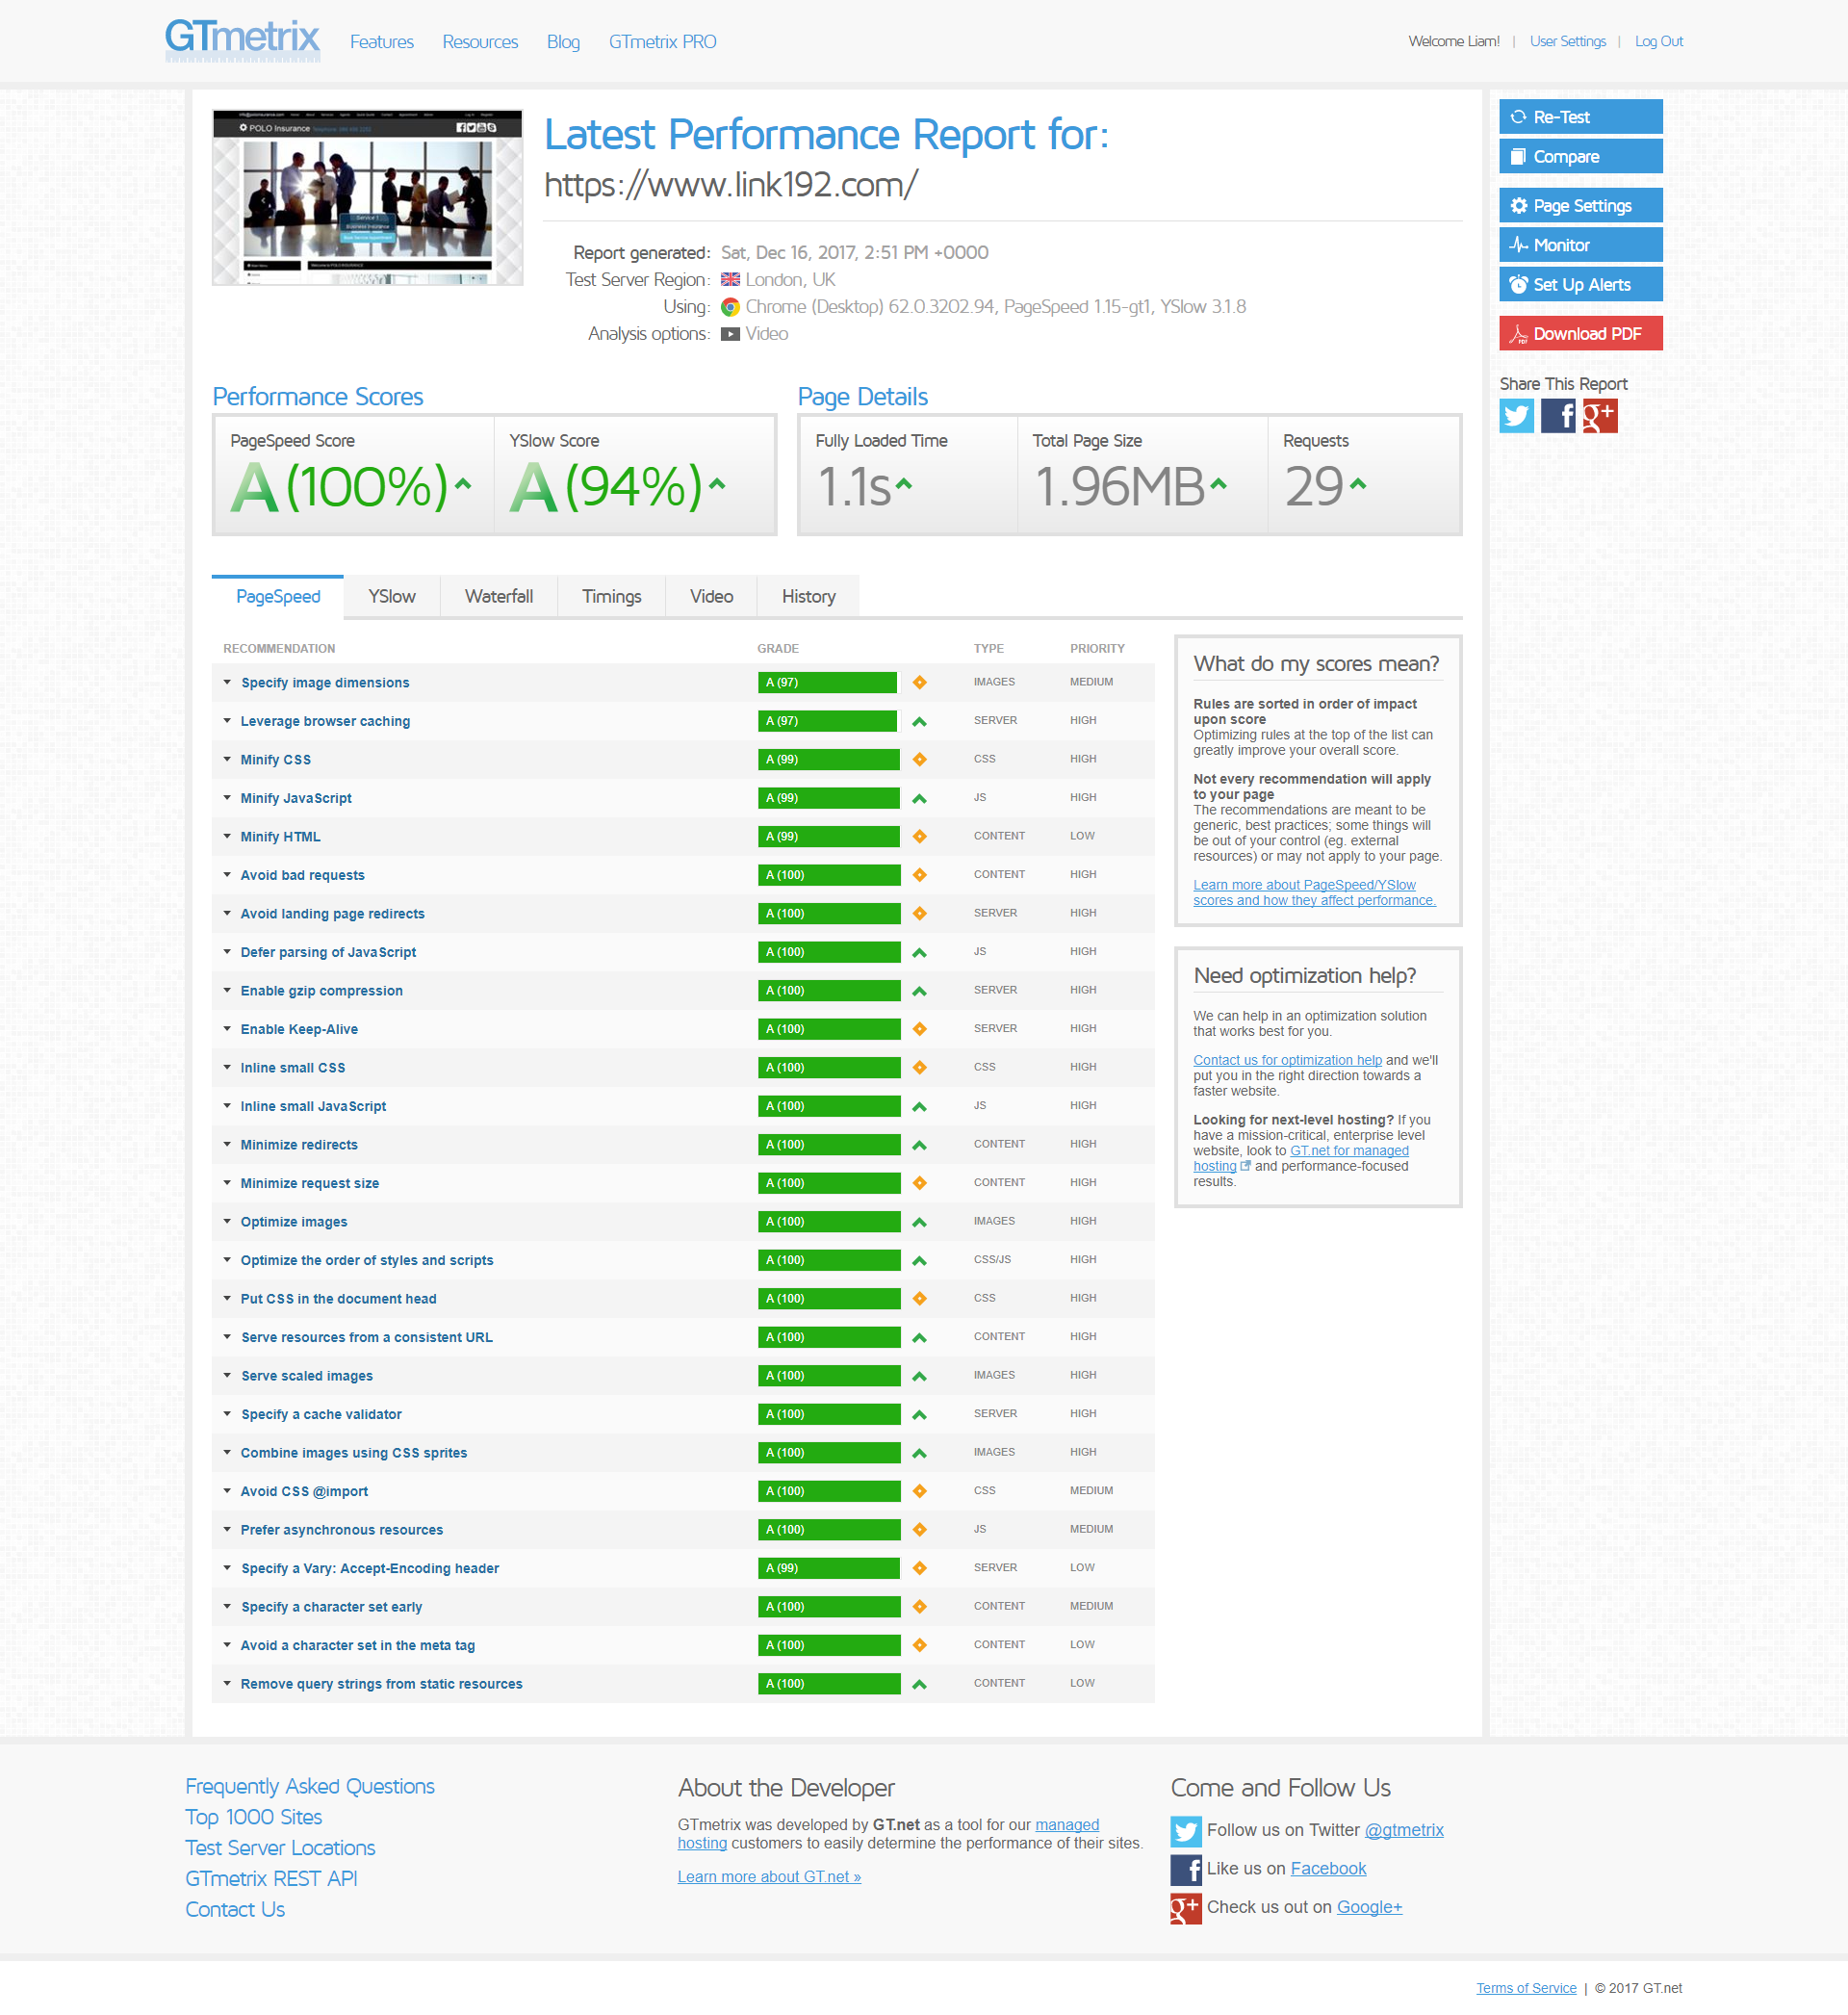 GTmetrix
Features Resources Blog GTmetrix PRO
Welcome Liam! | User Settings | Log Out
POLO Insurance
Service 1
Business Insurance
Latest Performance Report for:
https://www.link192.com/
Report generated: Sat, Dec 16, 2017, 2:51 PM +0000
Test Server Region: London, UK
Using: Chrome (Desktop) 62.0.3202.94, PageSpeed 1.15-gt1, YSlow 3.1.8
Analysis options: Video
Re-Test
Compare
Page Settings
Monitor
Set Up Alerts
Download PDF
Share This Report
Performance Scores
PageSpeed Score YSlow Score
A (100%) A (94%)
Page Details
Fully Loaded Time Total Page Size Requests
1.1s 1.96MB 29
PageSpeed YSlow Waterfall Timings Video History
RECOMMENDATION GRADE TYPE PRIORITY
Specify image dimensions A (97) IMAGES MEDIUM
Leverage browser caching A (97) SERVER HIGH
Minify CSS A (99) CSS HIGH
Minify JavaScript A (99) JS HIGH
Minify HTML A (99) CONTENT LOW
Avoid bad requests A (100) CONTENT HIGH
Avoid landing page redirects A (100) SERVER HIGH
Defer parsing of JavaScript A (100) JS HIGH
Enable gzip compression A (100) SERVER HIGH
Enable Keep-Alive A (100) SERVER HIGH
Inline small CSS A (100) CSS HIGH
Inline small JavaScript A (100) JS HIGH
Minimize redirects A (100) CONTENT HIGH
Minimize request size A (100) CONTENT HIGH
Optimize images A (100) IMAGES HIGH
Optimize the order of styles and scripts A (100) CSS/JS HIGH
Put CSS in the document head A (100) CSS HIGH
Serve resources from a consistent URL A (100) CONTENT HIGH
Serve scaled images A (100) IMAGES HIGH
Specify a cache validator A (100) SERVER HIGH
Combine images using CSS sprites A (100) IMAGES HIGH
Avoid CSS @import A (100) CSS MEDIUM
Prefer asynchronous resources A (100) JS MEDIUM
Specify a Vary: Accept-Encoding header A (99) SERVER LOW
Specify a character set early A (100) CONTENT MEDIUM
Avoid a character set in the meta tag A (100) CONTENT LOW
Remove query strings from static resources A (100) CONTENT LOW
What do my scores mean?
Rules are sorted in order of impact
upon score
Optimizing rules at the top of the list can
greatly improve your overall score.
Not every recommendation will apply
to your page
The recommendations are meant to be
generic, best practices; some things will
be out of your control (eg. external
resources) or may not apply to your page.
Learn more about PageSpeed/YSlow
scores and how they affect performance.
Need optimization help?
We can help in an optimization solution
that works best for you.
Contact us for optimization help and we'll
put you in the right direction towards a
faster website.
Looking for next-level hosting? If you
have a mission-critical, enterprise level
website, look to GT.net for managed
hosting and performance-focused
results.
Frequently Asked Questions
Top 1000 Sites
Test Server Locations
GTmetrix REST API
Contact Us
About the Developer
GTmetrix was developed by GT.net as a tool for our managed
hosting customers to easily determine the performance of their sites.
Learn more about GT.net »
Come and Follow Us
Follow us on Twitter @gtmetrix
Like us on Facebook
Check us out on Google+
Terms of Service | © 2017 GT.net